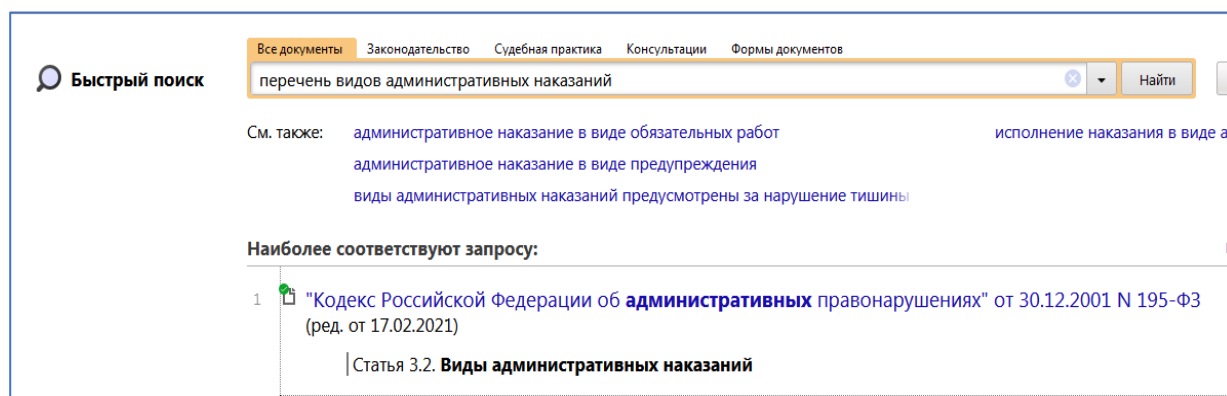 Все документы Законодательство Судебная практика Консультации Формы документов
Быстрый поиск перечень видов административных наказаний Найти
См. также: административное наказание в виде обязательных работ исполнение наказания в виде а
административное наказание в виде предупреждения
виды административных наказаний предусмотрены за нарушение тишины
Наиболее соответствуют запросу:
1 "Кодекс Российской Федерации об административных правонарушениях" от 30.12.2001 N 195-ФЗ
(ред. от 17.02.2021)
Статья 3.2. Виды административных наказаний